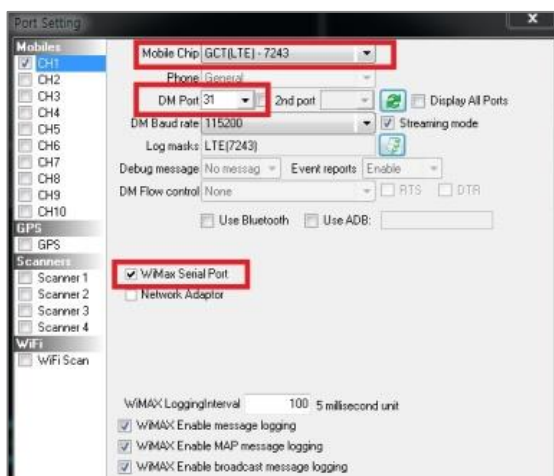 Port Setting
x
Mobiles
CH1
CH2
CH3
CH4
CH5
CH6
CH7
CH8
CH9
CH10
GPS
GPS
Scanners
Scanner 1
Scanner 2
Scanner 3
Scanner 4
WiFi
WiFi Scan
Mobile Chip GCT(LTE) - 7243
Phone General
DM Port 31 2nd port Display All Ports
DM Baud rate 115200 Streaming mode
Log masks LTE(7243)
Debug message No messag Event reports Enable
DM Flow control None RTS DTR
Use Bluetooth Use ADB:
WiMax Serial Port
Network Adaptor
WiMAX LoggingInterval 100 5 millisecond unit
WiMAX Enable message logging
WiMAX Enable MAP message logging
WiMAX Enable broadcast message logging